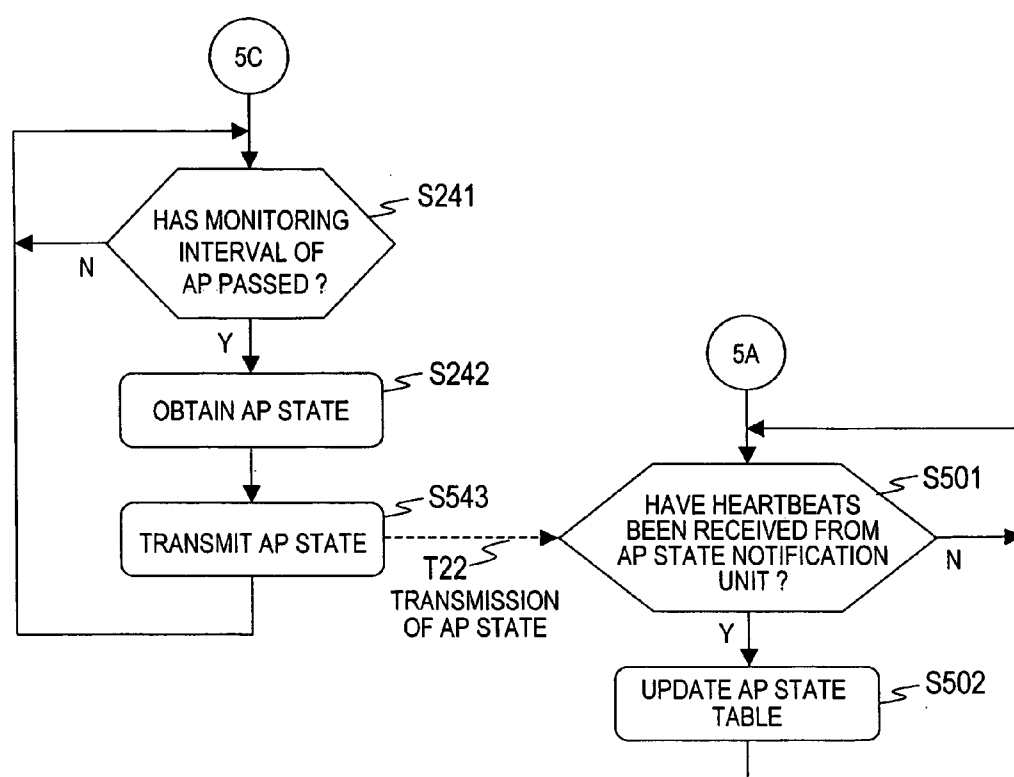 5C
S241
HAS MONITORING
INTERVAL OF
AP PASSED ?
N
Y
S242
OBTAIN AP STATE
S543
TRANSMIT AP STATE
T22
TRANSMISSION
OF AP STATE
5A
S501
HAVE HEARTBEATS
BEEN RECEIVED FROM
AP STATE NOTIFICATION
UNIT ?
N
Y
S502
UPDATE AP STATE
TABLE